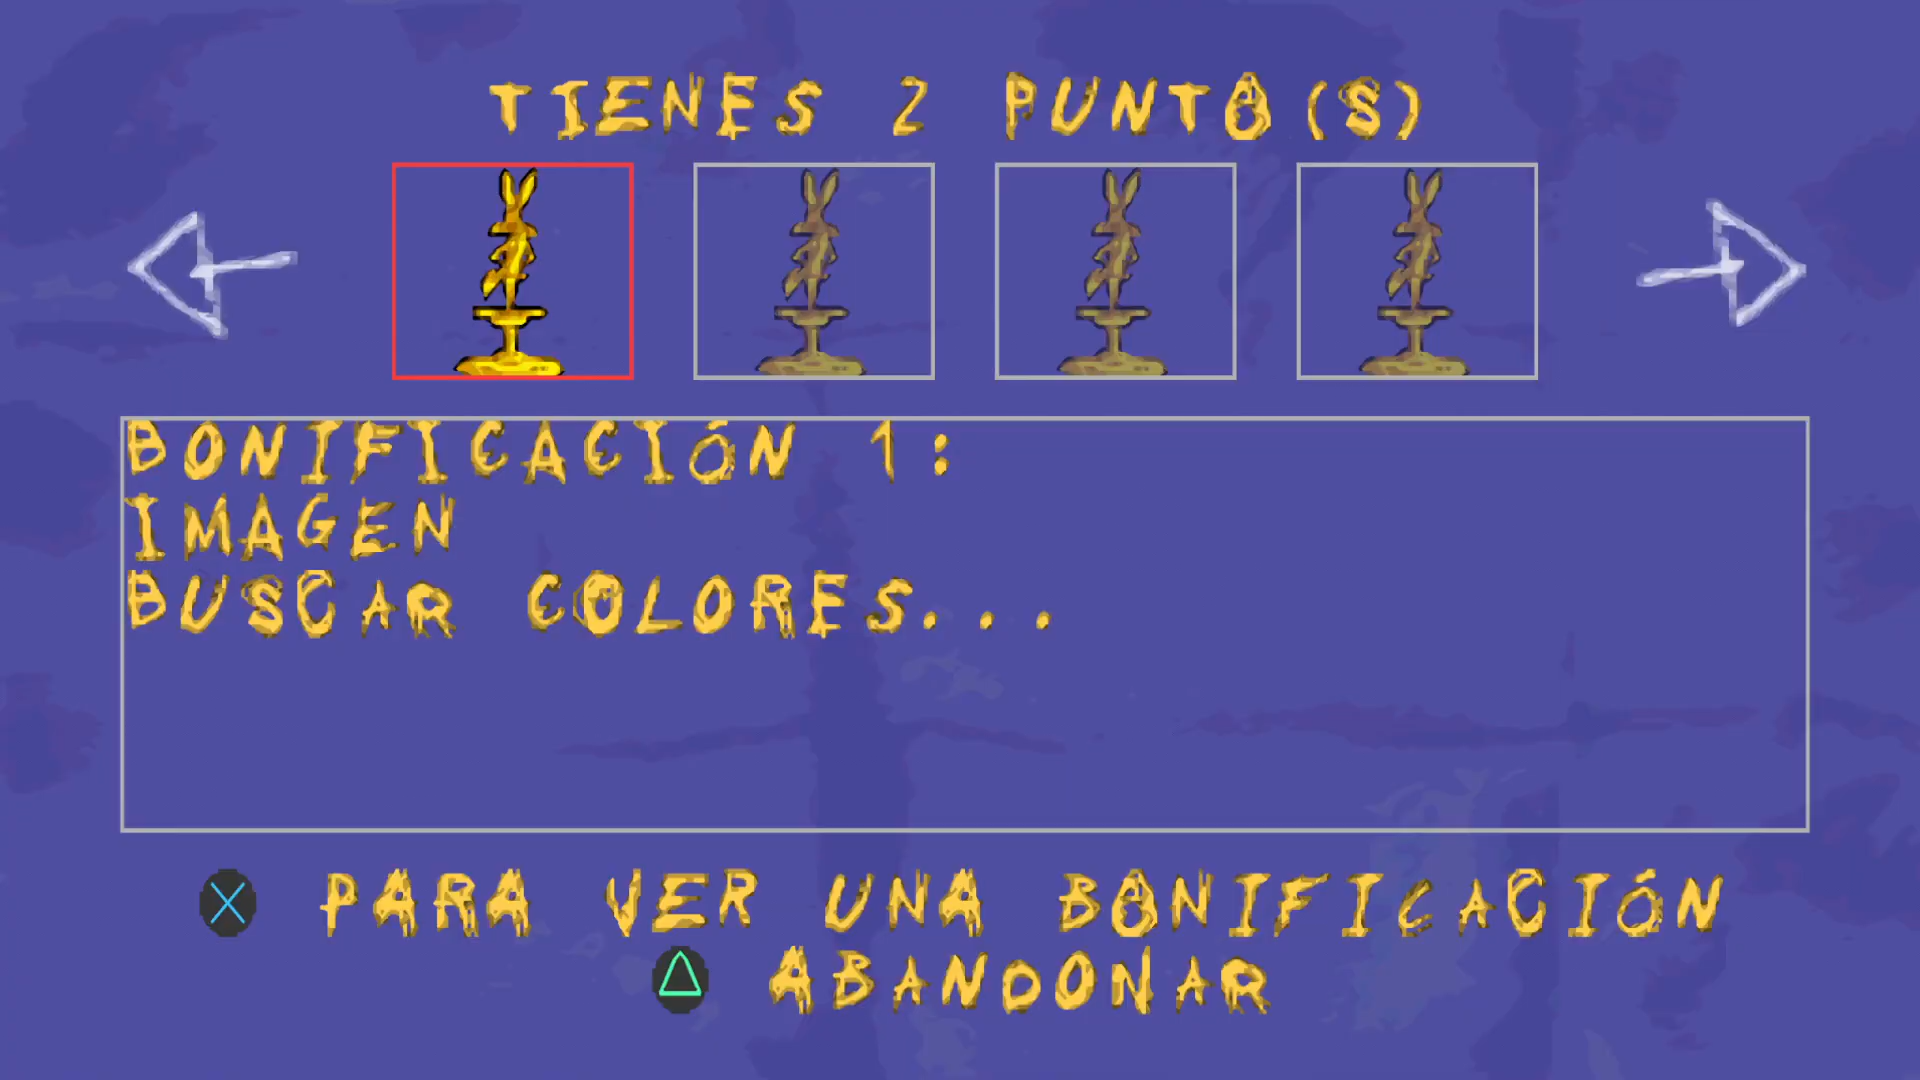 TIENES 2 PUNTO(S)
BONIFICACIÓN 1:
IMAGEN
BUSCAR COLORES...
PARA VER UNA BONIFICACIÓN
ABANDONAR